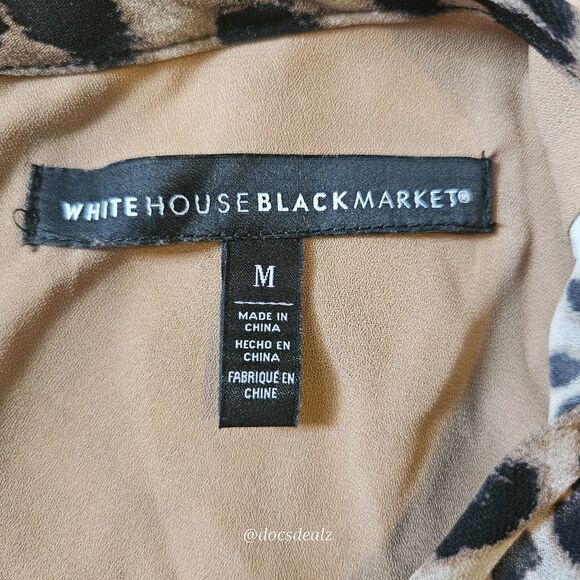 WHITE HOUSE BLACK MARKET®
M
MADE IN
CHINA
HECHO EN
CHINA
FABRIQUÉ EN
CHINE
@docsdealz